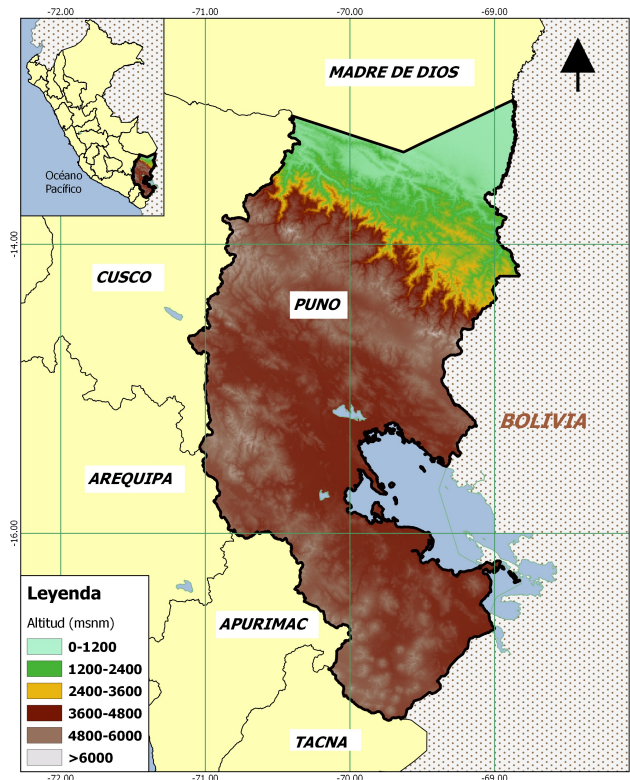 -72.00
-71.00
-70.00
-69.00
MADRE DE DIOS
Océano
Pacífico
-14.00
CUSCO
PUNO
BOLIVIA
AREQUIPA
-16.00
Leyenda
Altitud (msnm)
0-1200
1200-2400
2400-3600
3600-4800
4800-6000
>6000
APURIMAC
TACNA
-72.00
-71.00
-70.00
-69.00